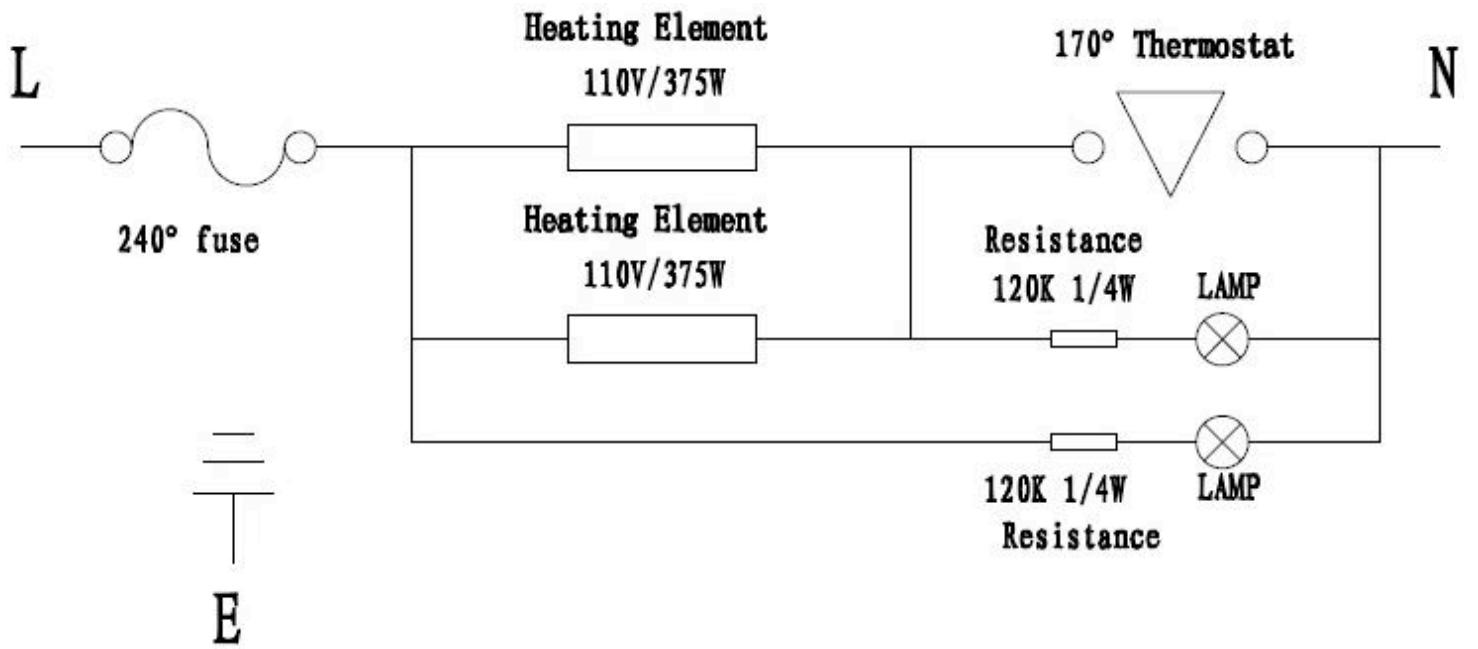 Heating Element
110V/375W
170° Thermostat
L
N
240° fuse
Heating Element
110V/375W
Resistance
120K 1/4W
LAMP
120K 1/4W
LAMP
Resistance
E